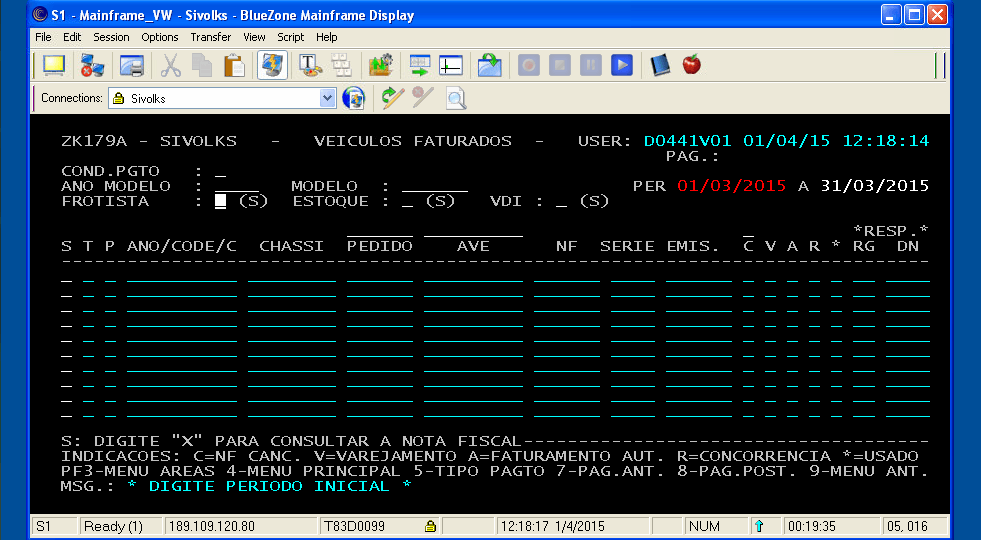 S1 - Mainframe_VW - Sivolks - BlueZone Mainframe Display
File Edit Session Options Transfer View Script Help
Connections: Sivolks
ZK179A - SIVOLKS - VEICULOS FATURADOS - USER: D0441V01 01/04/15 12:18:14
PAG.:
COND.PGTO : _
ANO MODELO : ____ MODELO : ______ PER 01/03/2015 A 31/03/2015
FROTISTA : _ (S) ESTOQUE : _ (S) VDI : _ (S)
*RESP.*
S T P ANO/CODE/C CHASSI PEDIDO AVE NF SERIE EMIS. C V A R * RG DN
S: DIGITE "X" PARA CONSULTAR A NOTA FISCAL-------------------------------------
INDICACOES: C=NF CANC. V=VAREJAMENTO A=FATURAMENTO AUT. R=CONCORRENCIA *=USADO
PF3-MENU AREAS 4-MENU PRINCIPAL 5-TIPO PAGTO 7-PAG.ANT. 8-PAG.POST. 9-MENU ANT.
MSG.: * DIGITE PERIODO INICIAL *
S1 Ready (1) 189.109.120.80 T83D0099 12:18:17 1/4/2015 NUM 00:19:35 05, 016